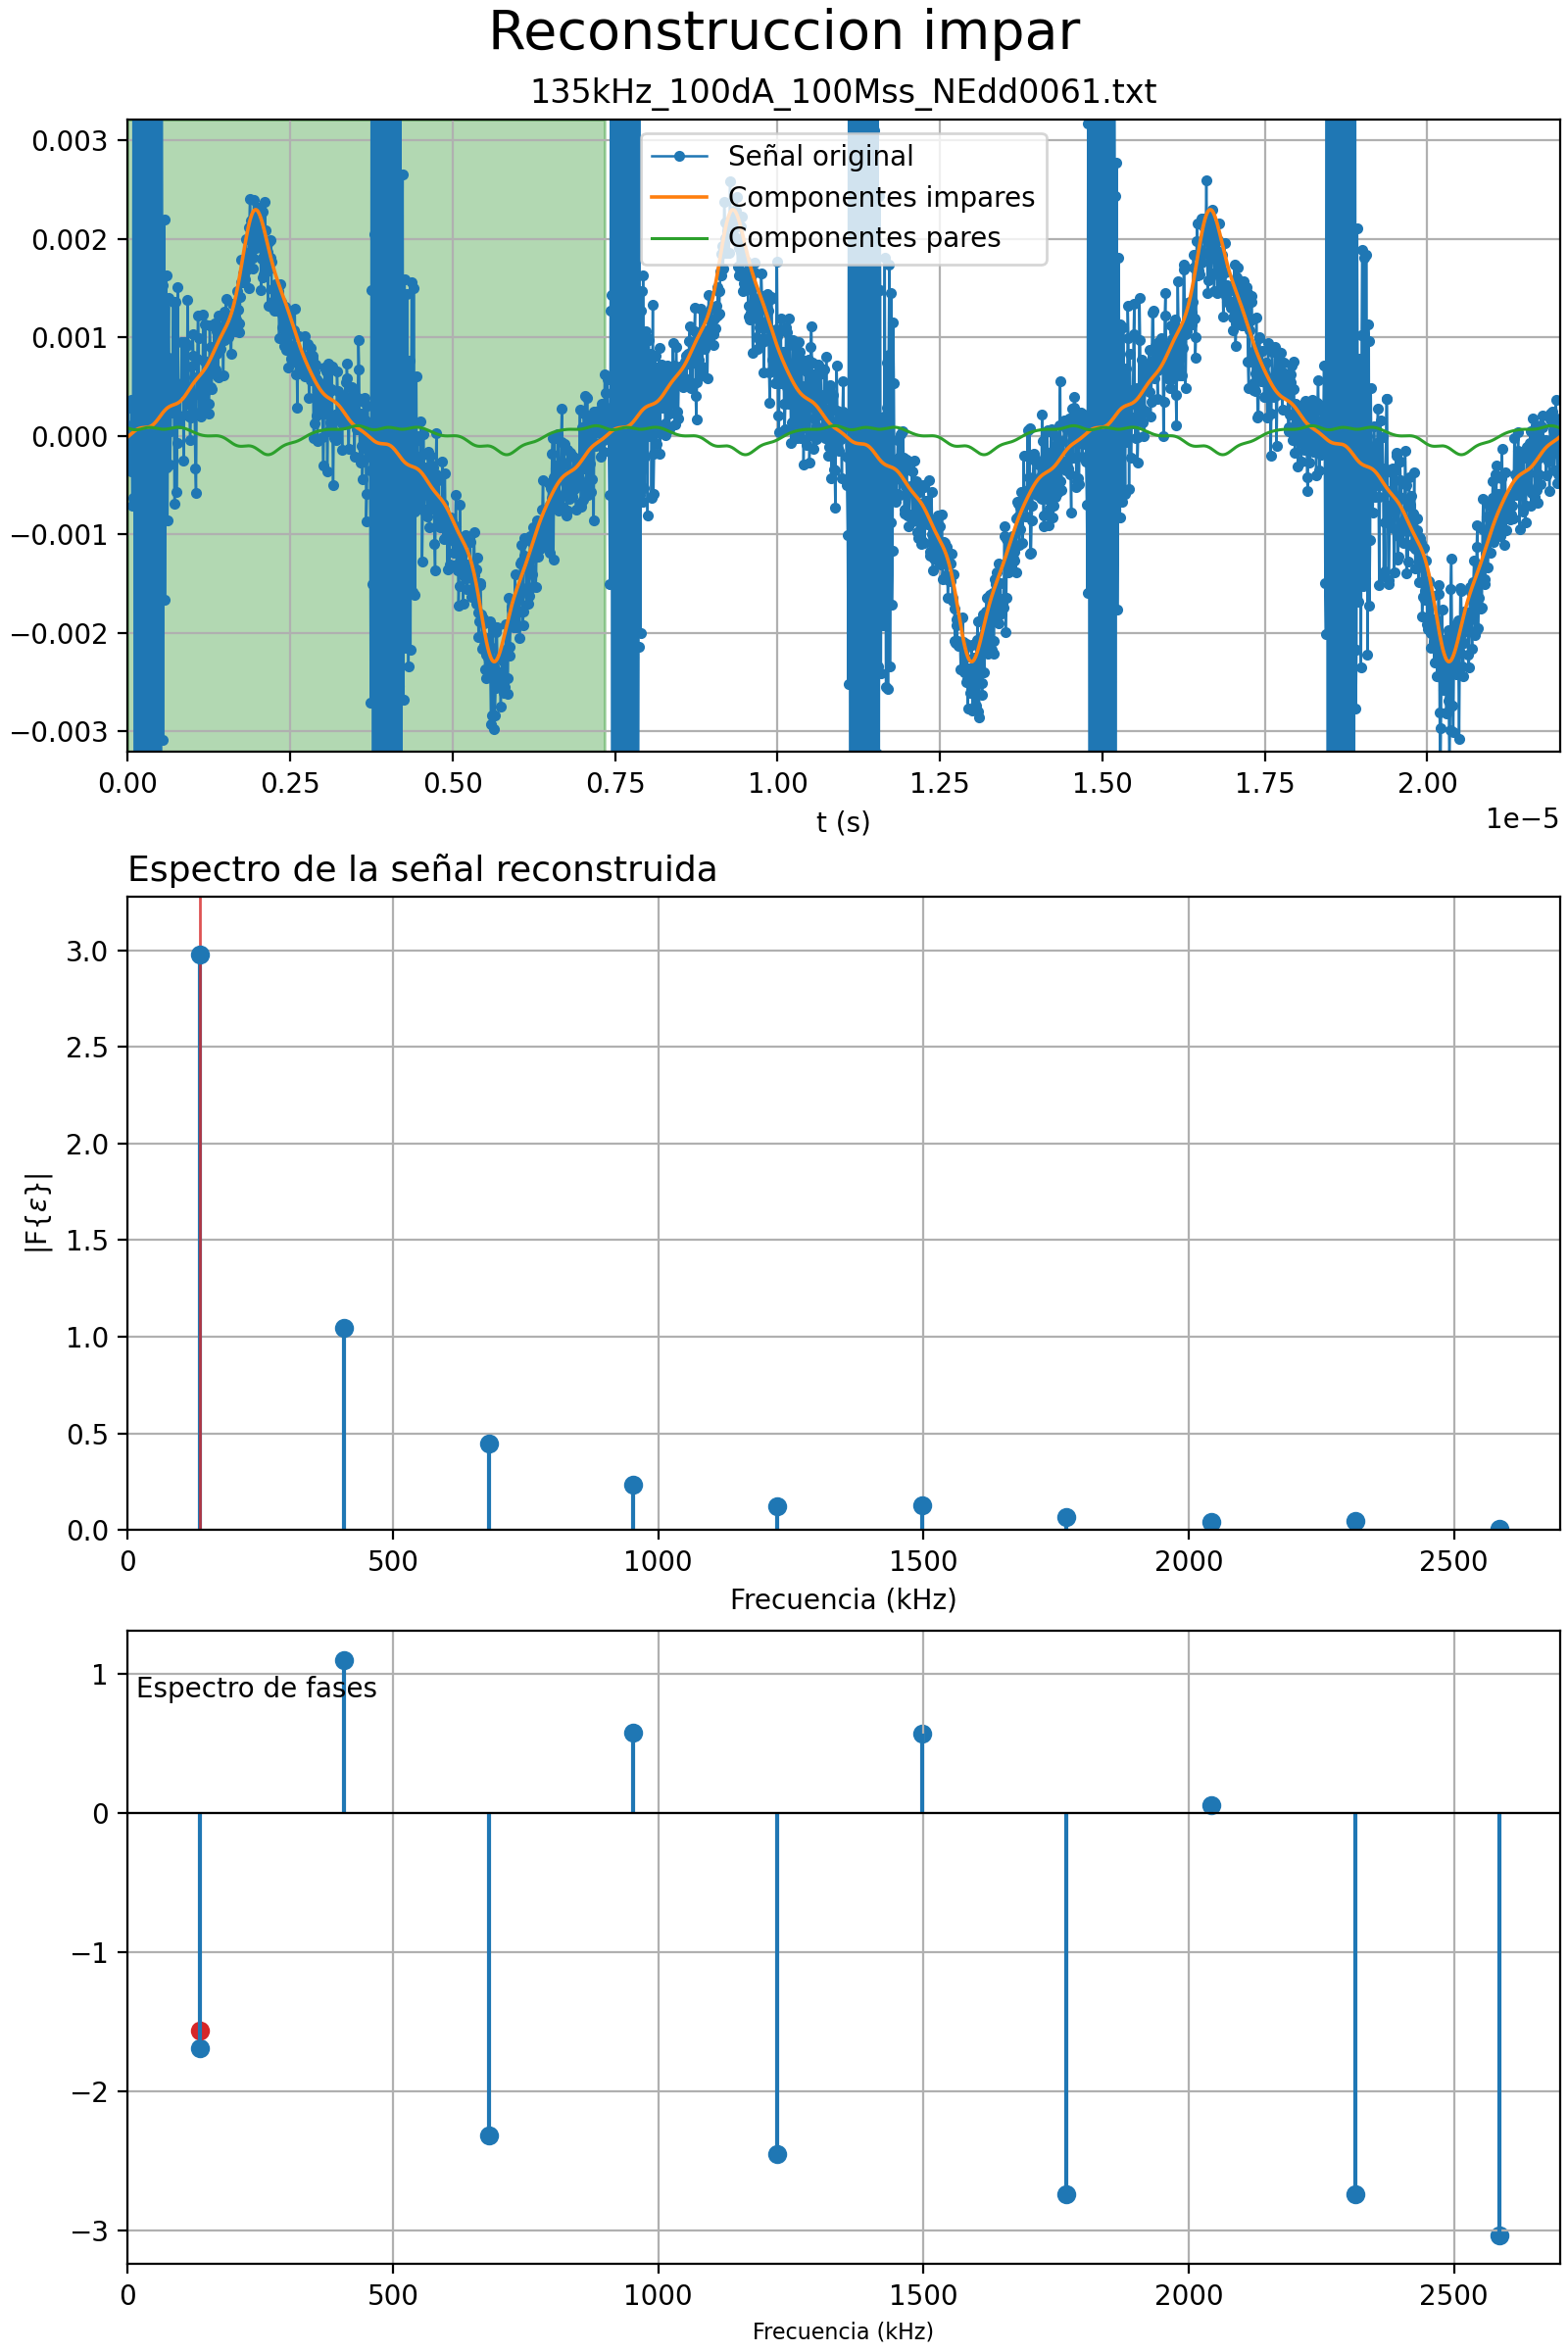 Reconstruccion impar
135kHz_100dA_100Mss_NEdd0061.txt
0.003
0.002
0.001
0.000
−0.001
−0.002
−0.003
Señal original
Componentes impares
Componentes pares
0.00 0.25 0.50 0.75 1.00 1.25 1.50 1.75 2.00
1e−5
t (s)
Espectro de la señal reconstruida
3.0
2.5
2.0
1.5
1.0
0.5
0.0
|F{ε}|
0 500 1000 1500 2000 2500
Frecuencia (kHz)
Espectro de fases
1
0
−1
−2
−3
0 500 1000 1500 2000 2500
Frecuencia (kHz)